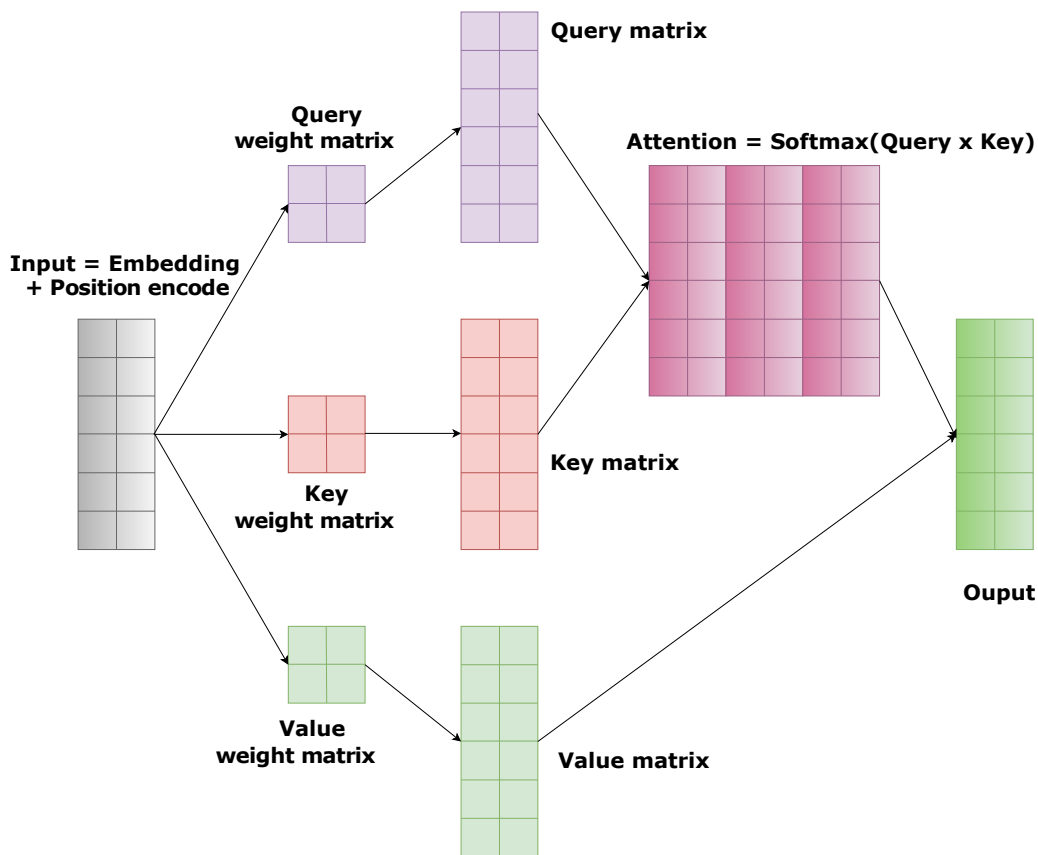 Query matrix
Query
weight matrix
Attention = Softmax(Query x Key)
Input = Embedding
+ Position encode
Key matrix
Key
weight matrix
Ouput
Value
weight matrix
Value matrix